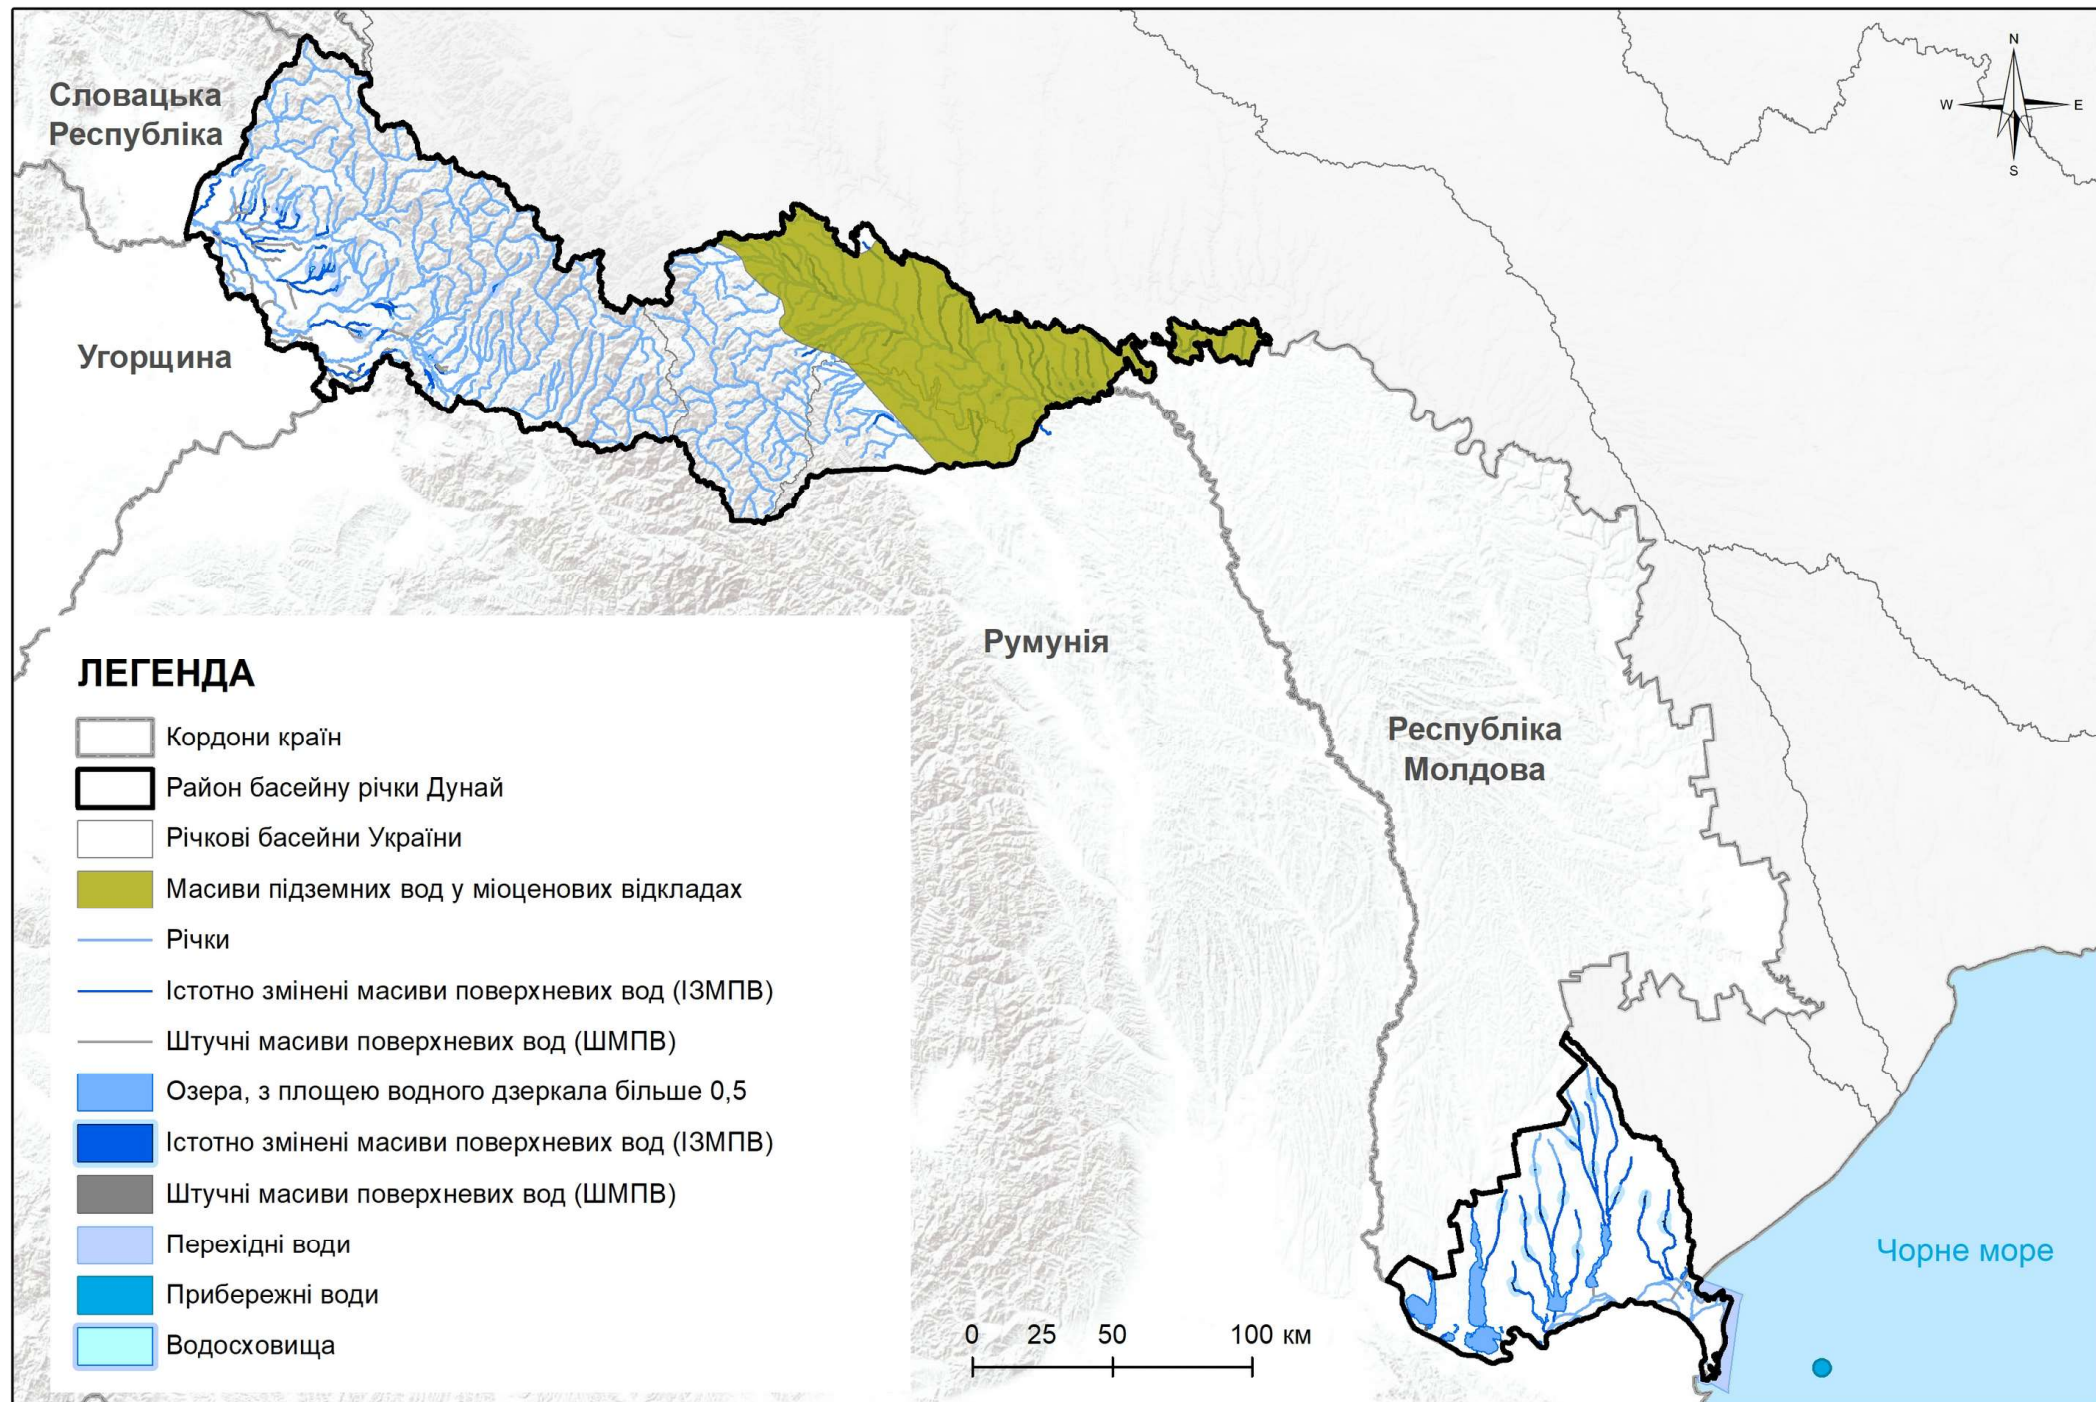 N
W
E
S
Словацька
Республіка
Угорщина
Румунія
Республіка
Молдова
Чорне море
ЛЕГЕНДА
Кордони країн
Район басейну річки Дунай
Річкові басейни України
Масиви підземних вод у міоценових відкладах
Річки
Істотно змінені масиви поверхневих вод (ІЗМПВ)
Штучні масиви поверхневих вод (ШМПВ)
Озера, з площею водного дзеркала більше 0,5
Істотно змінені масиви поверхневих вод (ІЗМПВ)
Штучні масиви поверхневих вод (ШМПВ)
Перехідні води
Прибережні води
Водосховища
0 25 50 100 км